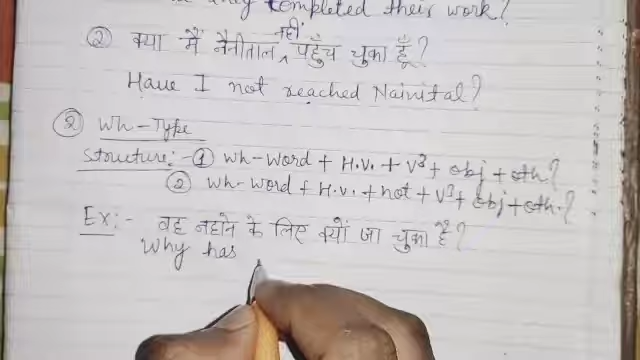 they completed their work?
② क्या मैं नैनीताल नहीं पहुँच चुका हूँ?
Have I not reached Nainital?
② Wh-Type
Structure:- ① Wh-word + H.V. + V³ + obj + oth?
② wh-word + H.V. + not + V³ + obj + oth.?
Ex:- वह नहाने के लिए क्यों जा चुका है?
Why has